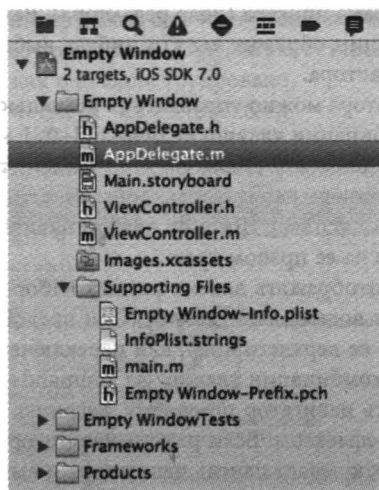 Empty Window
2 targets, iOS SDK 7.0
Empty Window
h AppDelegate.h
m AppDelegate.m
Main.storyboard
h ViewController.h
m ViewController.m
Images.xcassets
Supporting Files
Empty Window-Info.plist
InfoPlist.strings
m main.m
h Empty Window-Prefix.pch
Empty WindowTests
Frameworks
Products